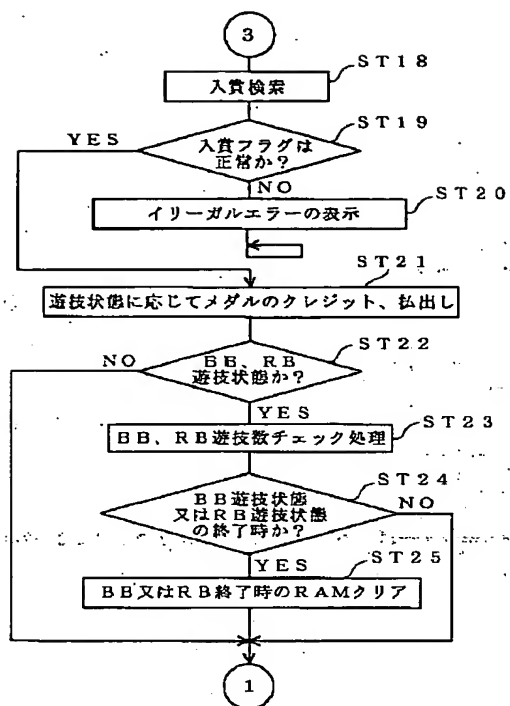 3
ST18
入賞検索
ST19
YES
入賞フラグは
正常か?
NO
ST20
イリーガルエラーの表示
ST21
遊技状態に応じてメダルのクレジット、払出し
ST22
NO
BB、RB
遊技状態か?
YES
ST23
BB、RB遊技数チェック処理
ST24
BB遊技状態
又はRB遊技状態
の終了時か?
NO
YES
ST25
BB又はRB終了時のRAMクリア
1